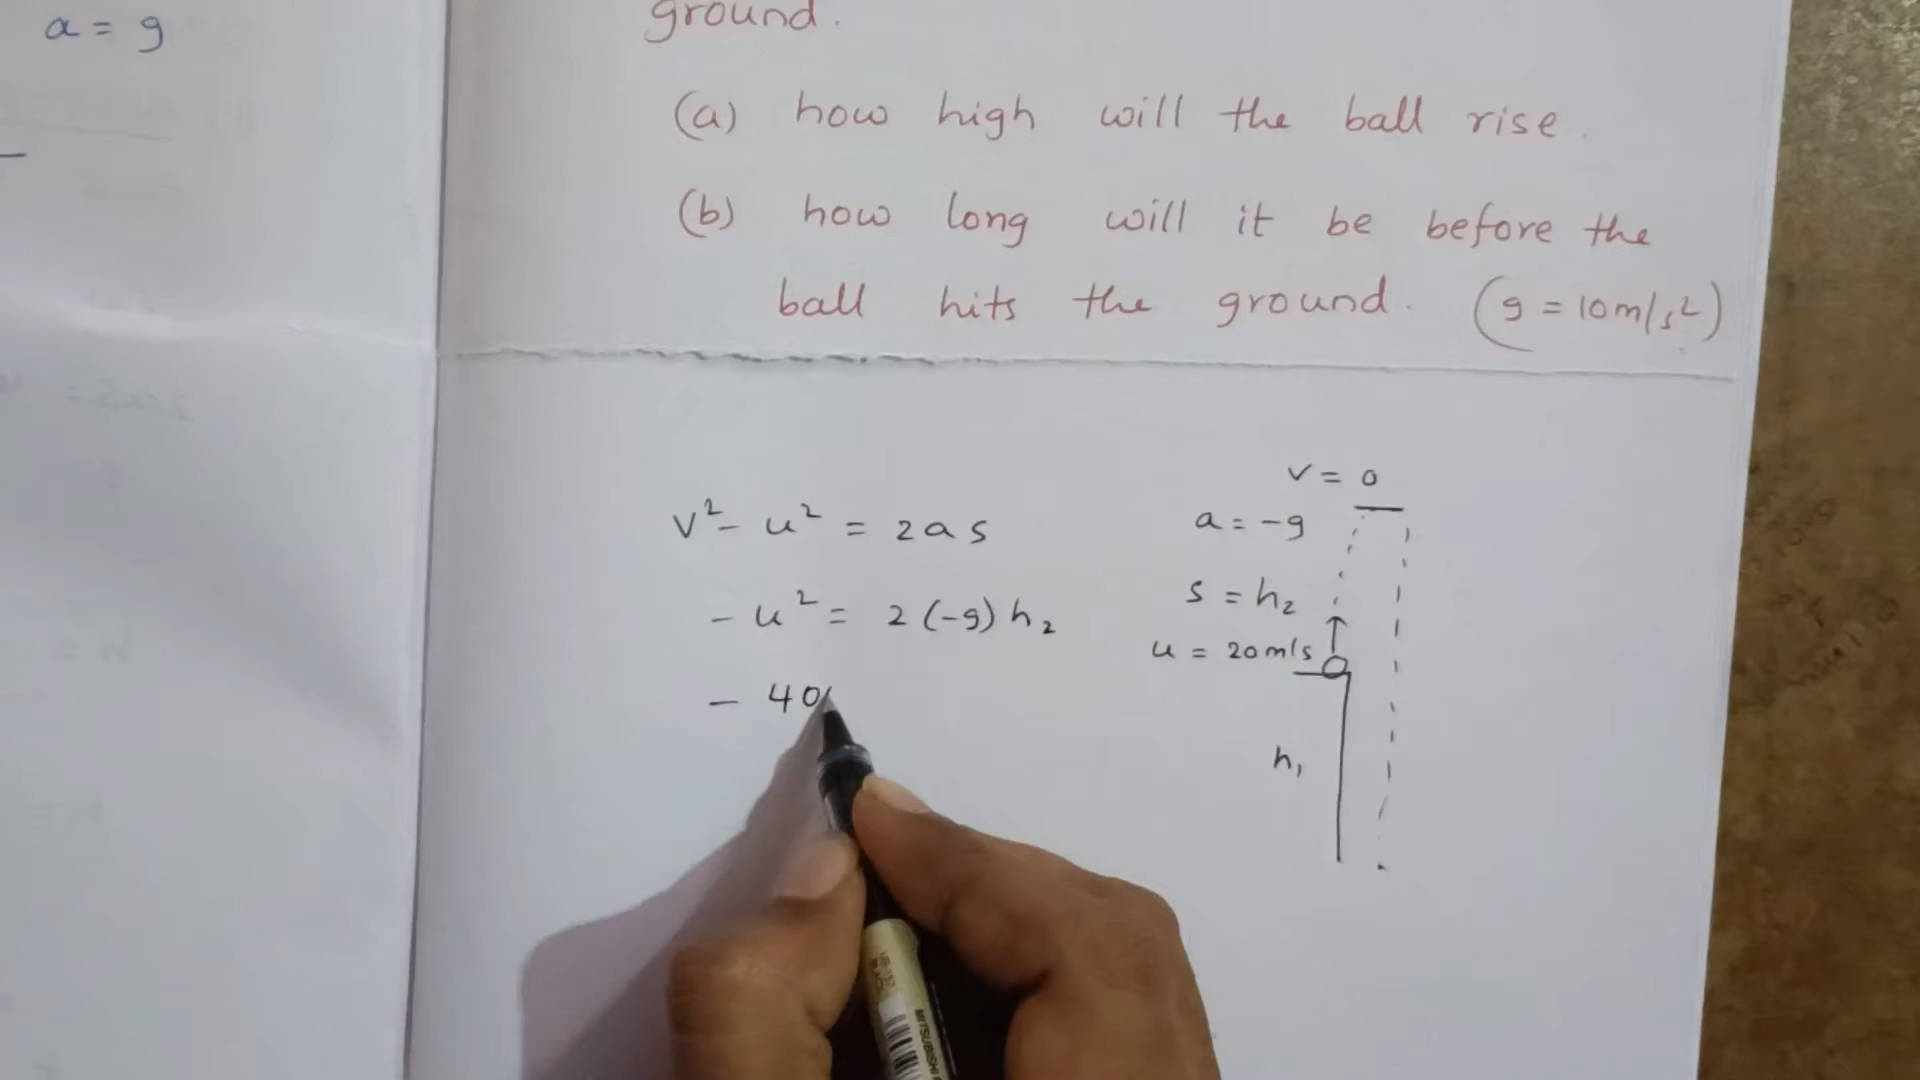 a = g
ground.
(a) how high will the ball rise.
(b) how long will it be before the
ball hits the ground. (g = 10m/s²)
v² - u² = 2as
- u² = 2(-g)h₂
- 40
v = 0
a = -g
s = h₂
u = 20m/s
h₁
MITSUBISHI